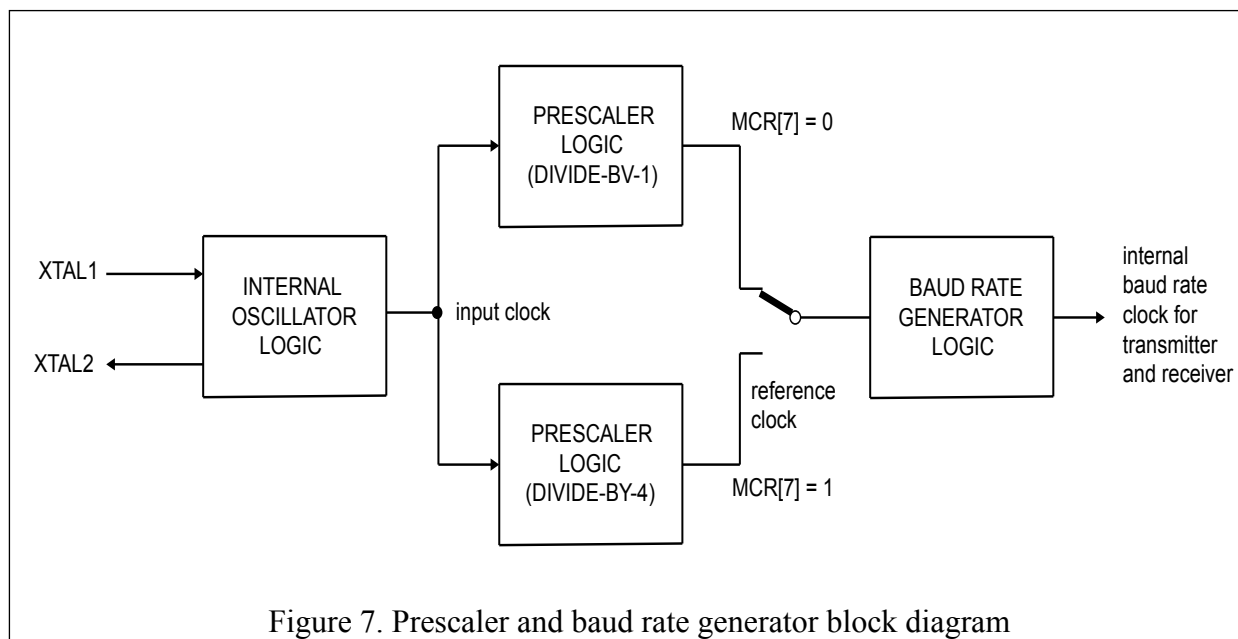 PRESCALER
LOGIC
(DIVIDE-BV-1)
MCR[7] = 0
XTAL1
XTAL2
INTERNAL
OSCILLATOR
LOGIC
input clock
BAUD RATE
GENERATOR
LOGIC
internal
baud rate
clock for
transmitter
and receiver
reference
clock
PRESCALER
LOGIC
(DIVIDE-BY-4)
MCR[7] = 1
Figure 7. Prescaler and baud rate generator block diagram